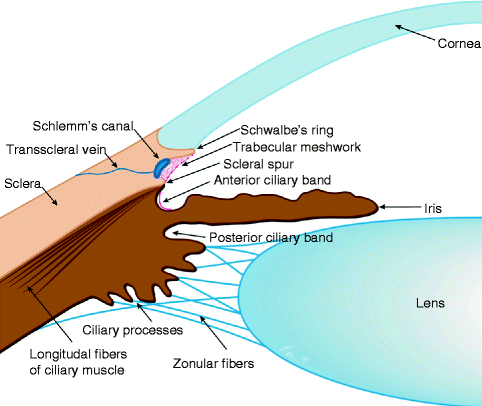 Cornea
Schlemm's canal
Schwalbe's ring
Transscleral vein
Trabecular meshwork
Scleral spur
Sclera
Anterior ciliary band
Iris
Posterior ciliary band
Lens
Ciliary processes
Longitudal fibers
of ciliary muscle
Zonular fibers